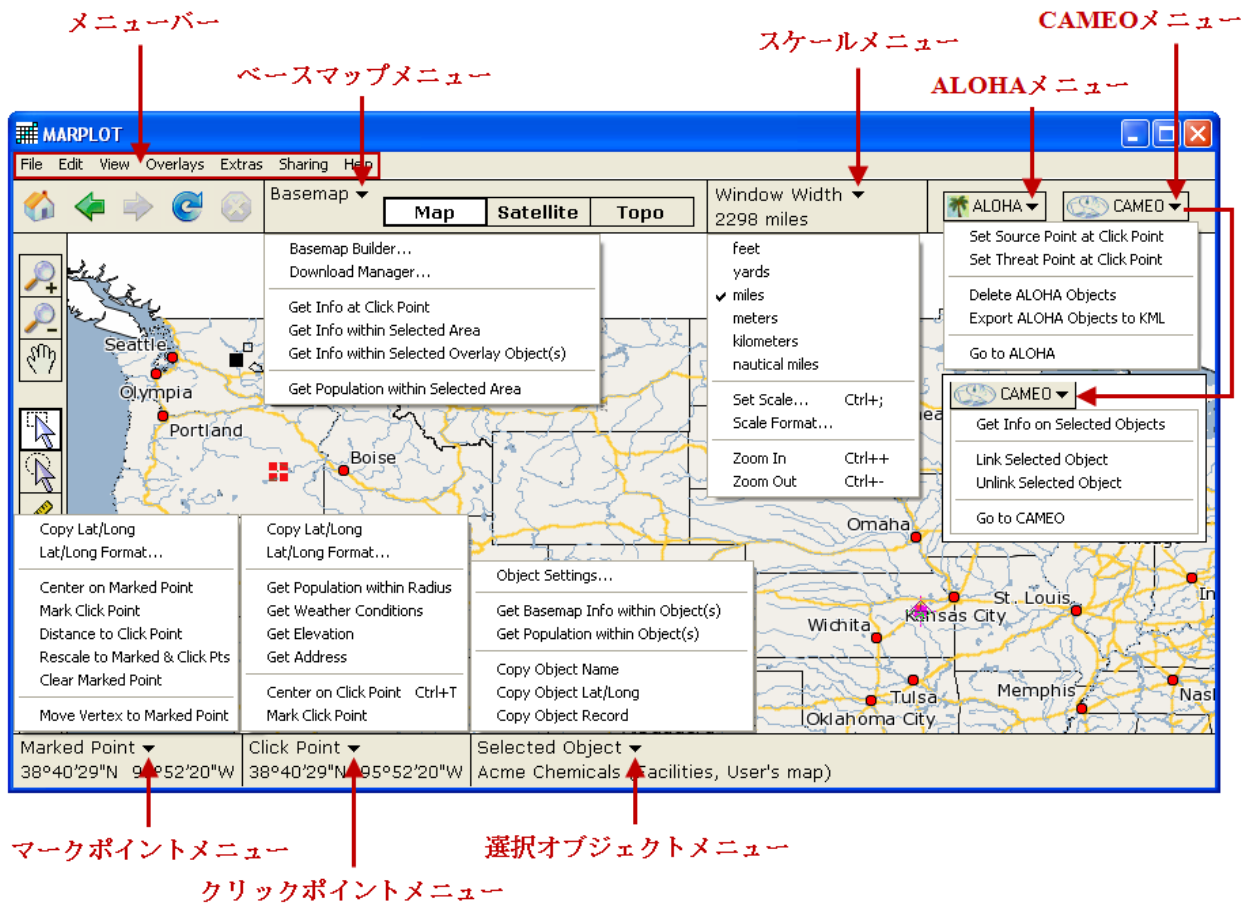 メニューバー
ベースマップメニュー
スケールメニュー
CAMEOメニュー
ALOHAメニュー
MARPLOT
File Edit View Overlays Extras Sharing Help
Basemap
Map Satellite Topo
Window Width
2298 miles
ALOHA
CAMEO
Basemap Builder...
Download Manager...
Get Info at Click Point
Get Info within Selected Area
Get Info within Selected Overlay Object(s)
Get Population within Selected Area
feet
yards
miles
meters
kilometers
nautical miles
Set Scale... Ctrl+;
Scale Format...
Zoom In Ctrl++
Zoom Out Ctrl+-
Set Source Point at Click Point
Set Threat Point at Click Point
Delete ALOHA Objects
Export ALOHA Objects to KML
Go to ALOHA
CAMEO
Get Info on Selected Objects
Link Selected Object
Unlink Selected Object
Go to CAMEO
Seattle
Olympia
Portland
Boise
Omaha
St. Louis
Kansas City
Wichita
Tulsa
Memphis
Oklahoma City
Copy Lat/Long
Lat/Long Format...
Center on Marked Point
Mark Click Point
Distance to Click Point
Rescale to Marked & Click Pts
Clear Marked Point
Move Vertex to Marked Point
Copy Lat/Long
Lat/Long Format...
Get Population within Radius
Get Weather Conditions
Get Elevation
Get Address
Center on Click Point Ctrl+T
Mark Click Point
Object Settings...
Get Basemap Info within Object(s)
Get Population within Object(s)
Copy Object Name
Copy Object Lat/Long
Copy Object Record
Marked Point
38°40'29"N
Click Point
38°40'29"N 95°52'20"W
Selected Object
Acme Chemicals (Facilities, User's map)
マークポイントメニュー
クリックポイントメニュー
選択オブジェクトメニュー